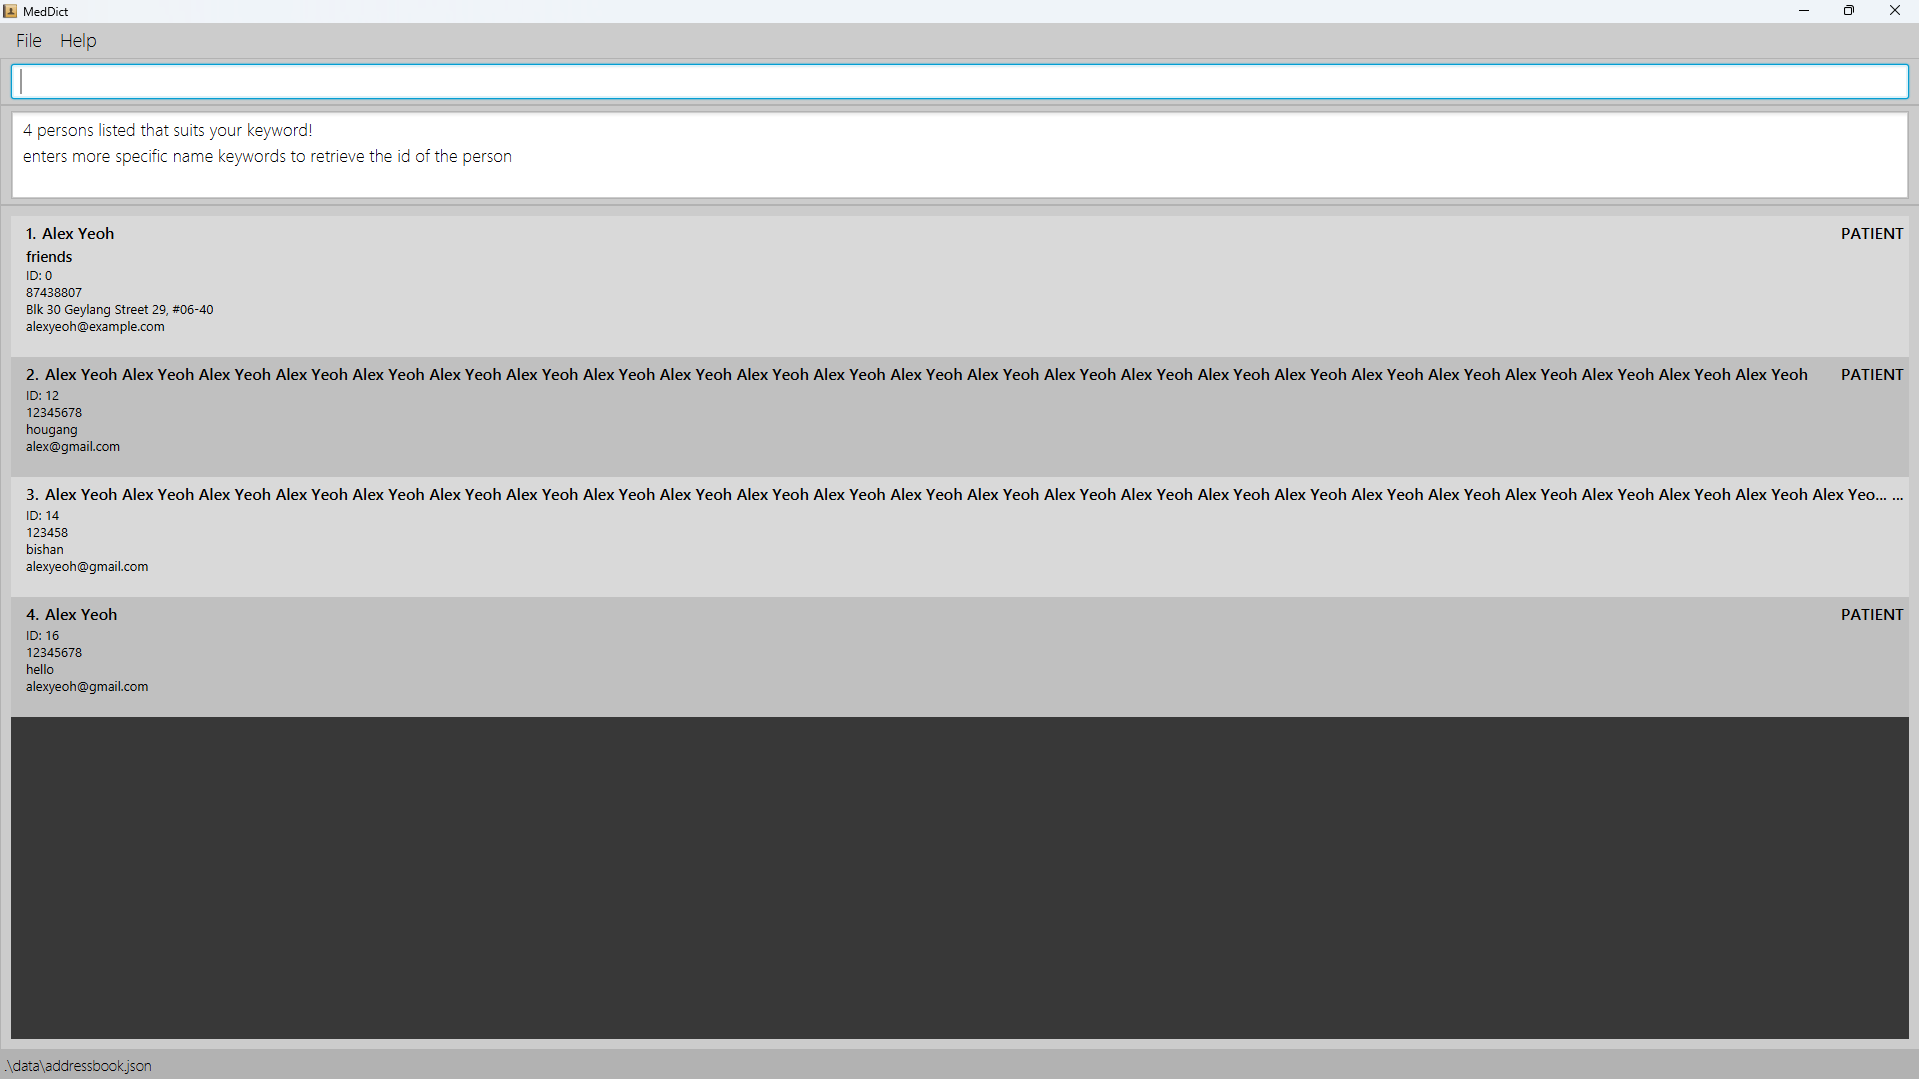 MedDict
File Help
4 persons listed that suits your keyword!
enters more specific name keywords to retrieve the id of the person
1. Alex Yeoh PATIENT
friends
ID: 0
87438807
Blk 30 Geylang Street 29, #06-40
alexyeoh@example.com
2. Alex Yeoh Alex Yeoh Alex Yeoh Alex Yeoh Alex Yeoh Alex Yeoh Alex Yeoh Alex Yeoh Alex Yeoh Alex Yeoh Alex Yeoh Alex Yeoh Alex Yeoh Alex Yeoh Alex Yeoh Alex Yeoh Alex Yeoh Alex Yeoh Alex Yeoh Alex Yeoh Alex Yeoh Alex Yeoh Alex Yeoh PATIENT
ID: 12
12345678
hougang
alex@gmail.com
3. Alex Yeoh Alex Yeoh Alex Yeoh Alex Yeoh Alex Yeoh Alex Yeoh Alex Yeoh Alex Yeoh Alex Yeoh Alex Yeoh Alex Yeoh Alex Yeoh Alex Yeoh Alex Yeoh Alex Yeoh Alex Yeoh Alex Yeoh Alex Yeoh Alex Yeoh Alex Yeoh Alex Yeoh Alex Yeoh Alex Yeoh Alex Yeo... ...
ID: 14
123458
bishan
alexyeoh@gmail.com
4. Alex Yeoh PATIENT
ID: 16
12345678
hello
alexyeoh@gmail.com
.\data\addressbook.json